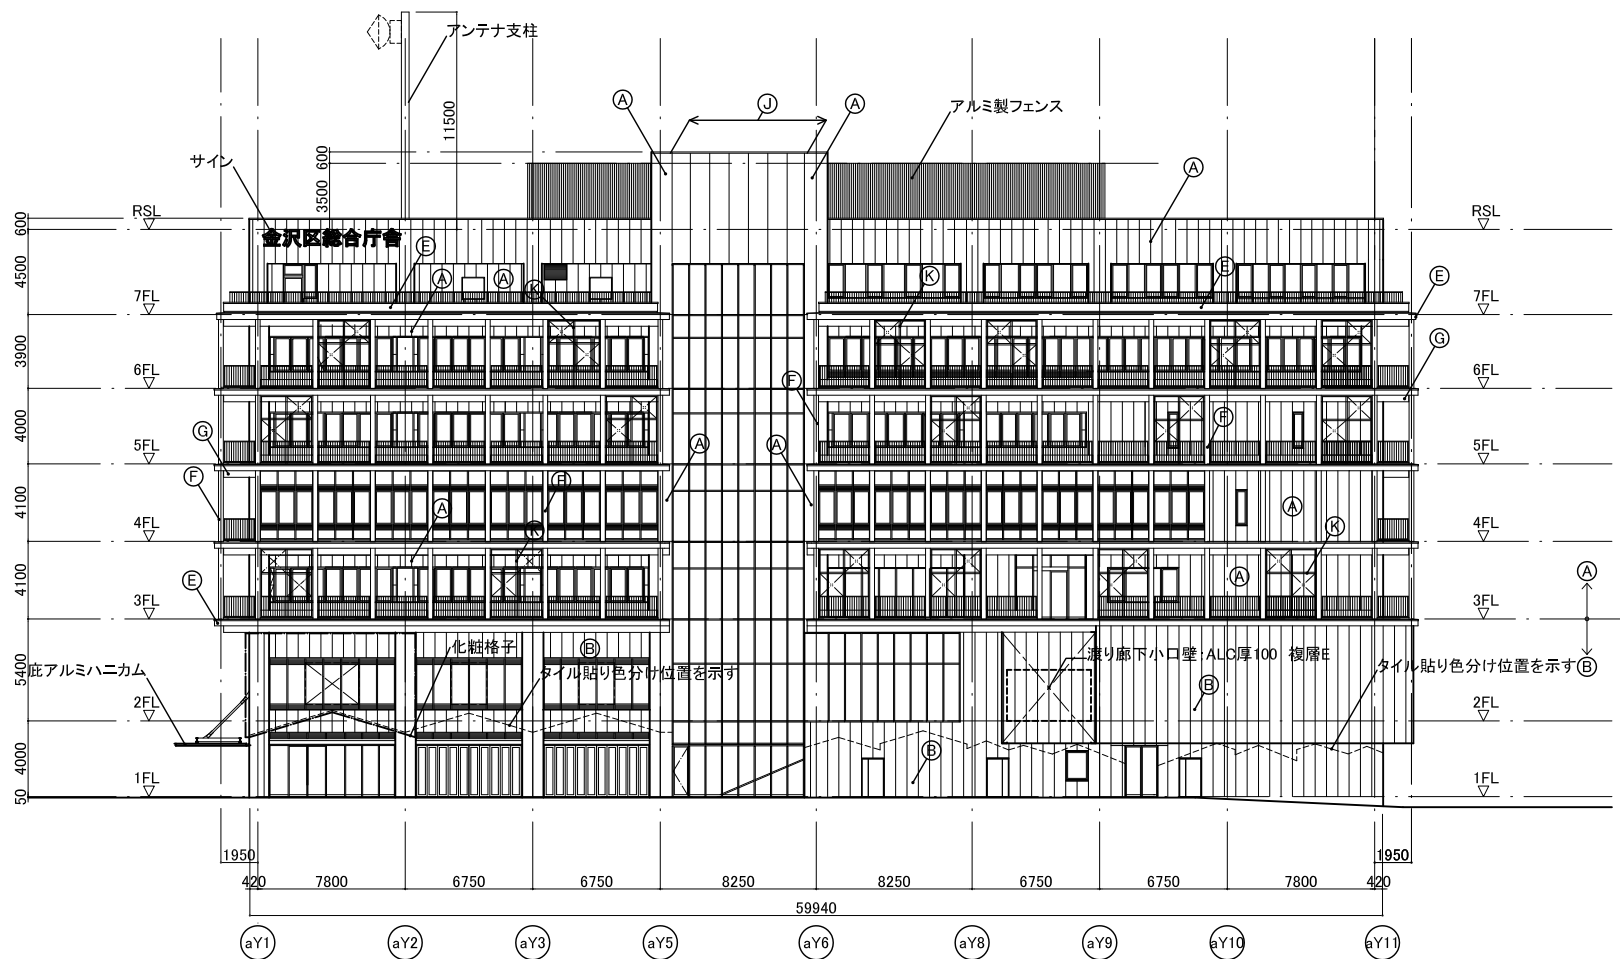 アンテナ支柱
11500
A
J
A
アルミ製フェンス
サイン
3500 600
A
RSL
RSL
600
金沢区総合庁舎
E
A
A
K
K
E
E
4500
7FL
7FL
3900
G
6FL
6FL
F
4000
F
G
A
A
5FL
5FL
F
4100
A
A
K
4FL
4FL
K
4100
A
A
E
3FL
3FL
化粧格子
B
渡り廊下小口壁:ALC厚100 複層E
タイル貼り色分け位置を示す
B
庇アルミハニカム
タイル貼り色分け位置を示す
B
5400
2FL
2FL
B
4000
1FL
1FL
50
1950
1950
420 7800 6750 6750 8250 8250 6750 6750 7800 420
59940
aY1 aY2 aY3 aY5 aY6 aY8 aY9 aY10 aY11